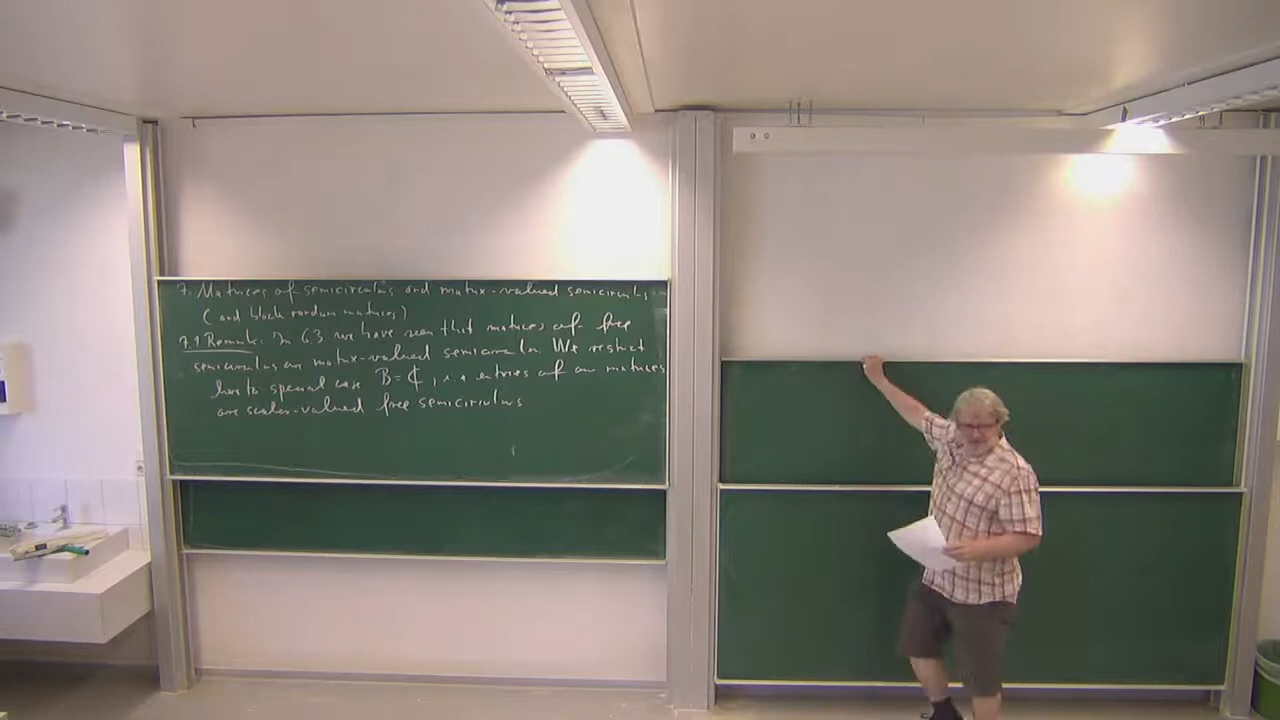 7. Matrices of semicirculars and matrix-valued semicirculars
(and block random matrices)
7.1 Remark: In 6.3 we have seen that matrices of free
semicirculars are matrix-valued semicircular. We restrict
here to special case B = ℂ, i.e. entries of our matrices
are scalar-valued free semicirculars